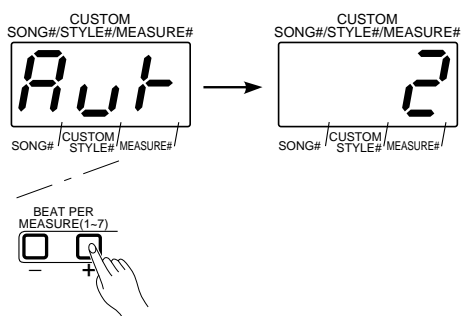 CUSTOM
SONG#/STYLE#/MEASURE#
Aut
SONG#
CUSTOM
STYLE#
MEASURE#
CUSTOM
SONG#/STYLE#/MEASURE#
2
SONG#
CUSTOM
STYLE#
MEASURE#
BEAT PER
MEASURE(1~7)
− +